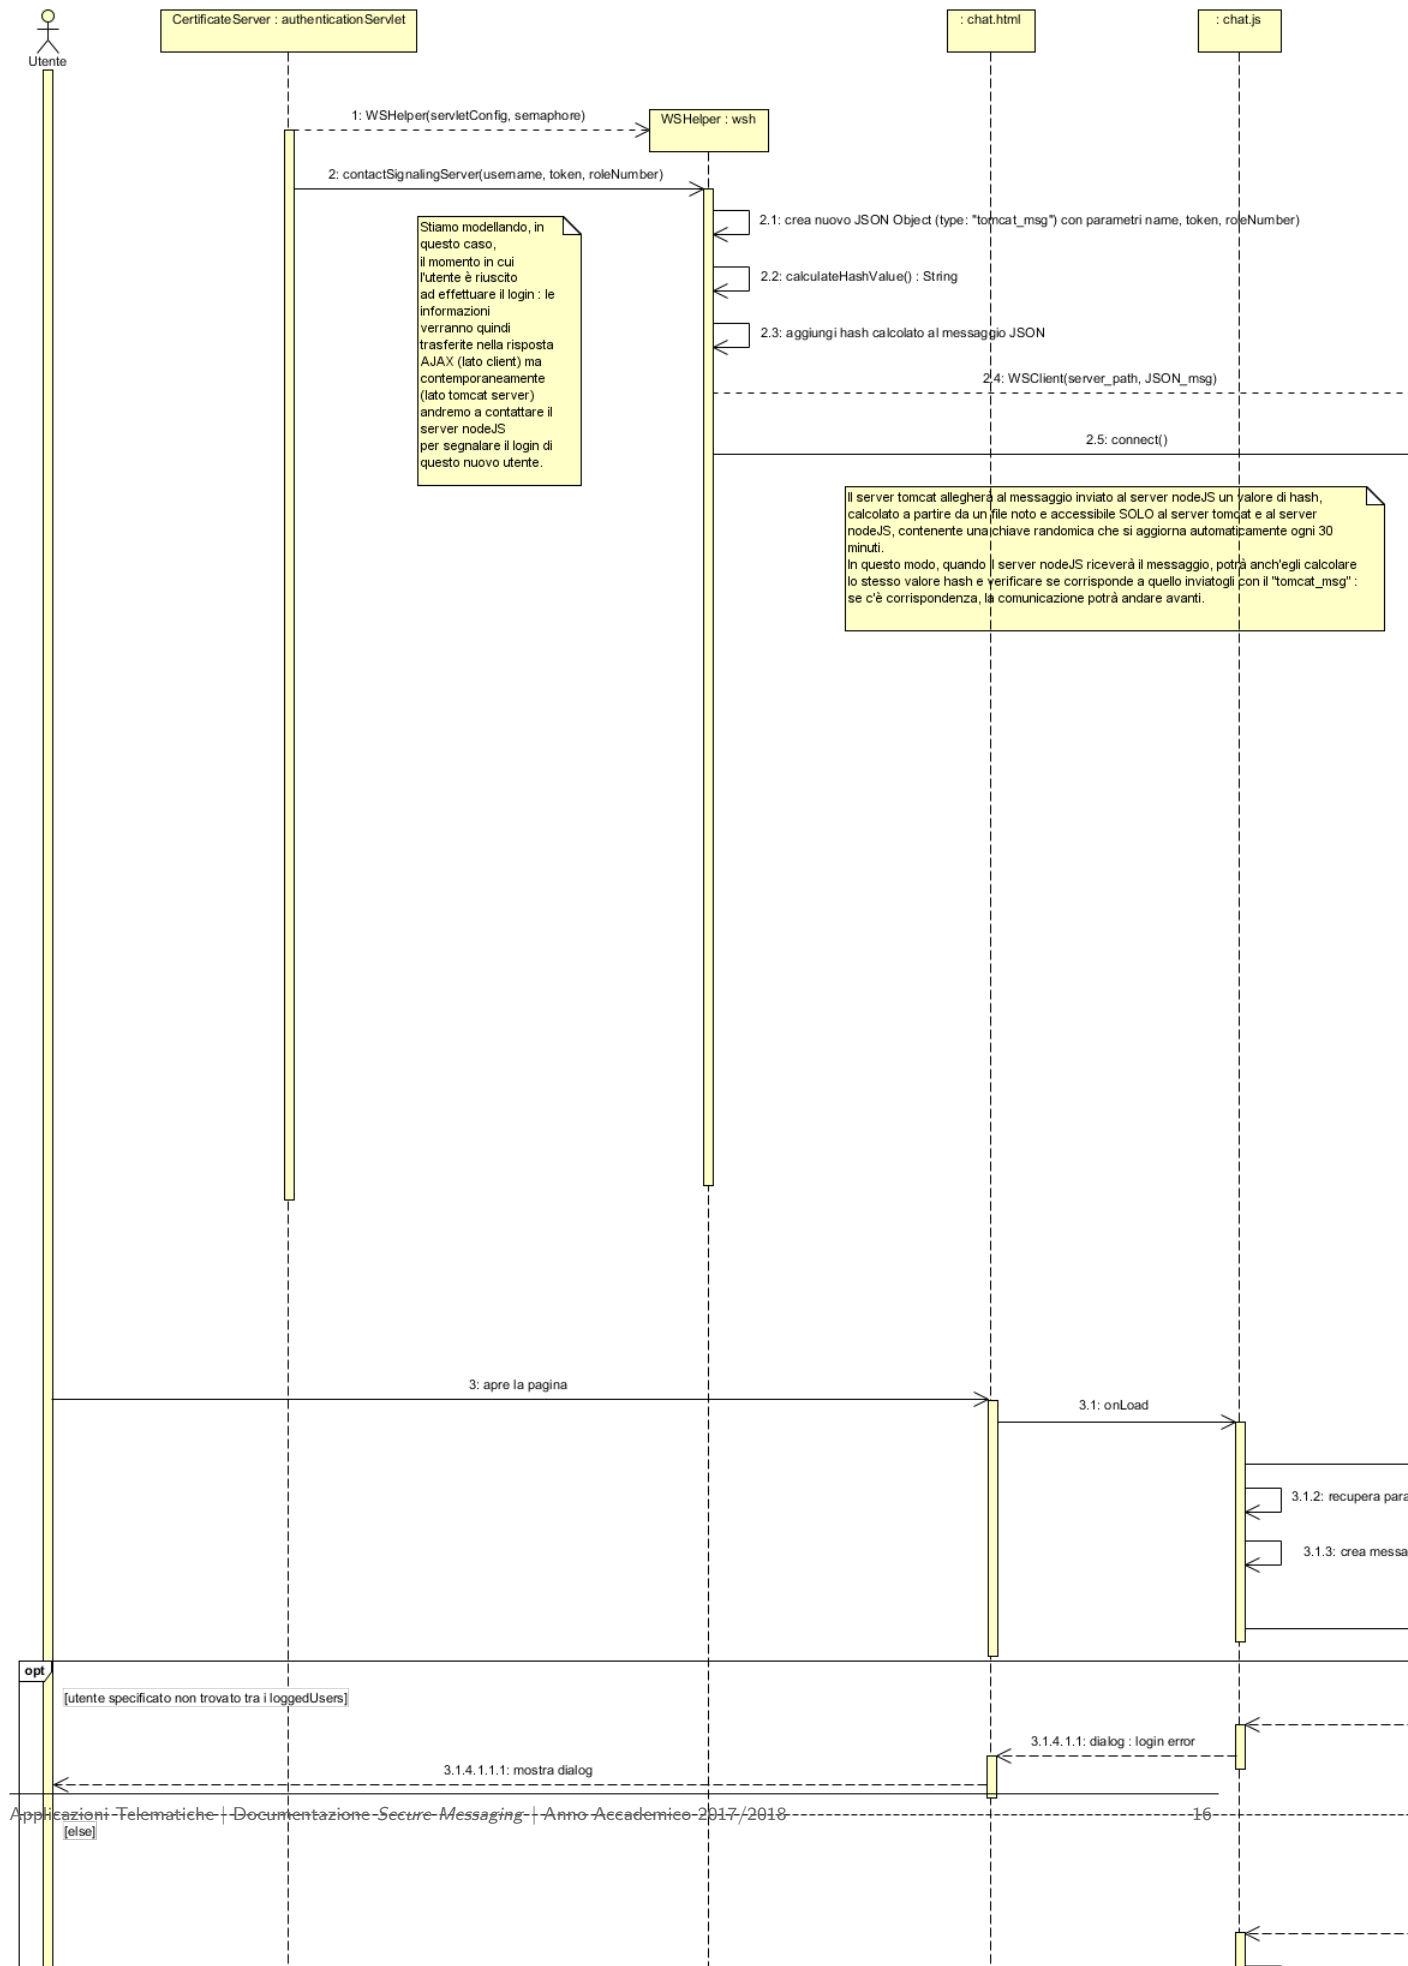 CertificateServer : authenticationServlet
: chat.html
: chat.js
Utente
1: WSHelper(servletConfig, semaphore)
WSHelper : wsh
2: contactSignalingServer(username, token, roleNumber)
2.1: crea nuovo JSON Object (type: "tomcat_msg") con parametri name, token, roleNumber)
Stiamo modellando, in
questo caso,
il momento in cui
l'utente è riuscito
ad effettuare il login : le
informazioni
verranno quindi
trasferite nella risposta
AJAX (lato client) ma
contemporaneamente
(lato tomcat server)
andremo a contattare il
server nodeJS
per segnalare il login di
questo nuovo utente.
2.2: calculateHashValue() : String
2.3: aggiungi hash calcolato al messaggio JSON
2.4: WSClient(server_path, JSON_msg)
2.5: connect()
Il server tomcat allegherà al messaggio inviato al server nodeJS un valore di hash,
calcolato a partire da un file noto e accessibile SOLO al server tomcat e al server
nodeJS, contenente una chiave randomica che si aggiorna automaticamente ogni 30
minuti.
In questo modo, quando il server nodeJS riceverà il messaggio, potrà anch'egli calcolare
lo stesso valore hash e verificare se corrisponde a quello inviatogli con il "tomcat_msg" :
se c'è corrispondenza, la comunicazione potrà andare avanti.
3: apre la pagina
3.1: onLoad
3.1.2: recupera para
3.1.3: crea messa
opt
[utente specificato non trovato tra i loggedUsers]
3.1.4.1.1: dialog : login error
3.1.4.1.1.1: mostra dialog
Applicazioni Telematiche | Documentazione Secure Messaging | Anno Accademico 2017/2018 16
[else]